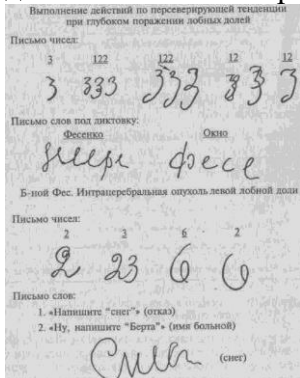 Выполнение действий по персеверирующей тенденции
при глубоком поражении лобных долей
Письмо чисел:
3 122 122 12 12
3 333 333 33 3
Письмо слов под диктовку:
Фесенко Окно
фесе
Б-ной Фес. Интрацеребральная опухоль левой лобной доли
Письмо чисел:
2 3 6 2
2 23 6 6
Письмо слов:
1. «Напишите "снег"» (отказ)
2. «Ну, напишите "Берта"» (имя больной)
(снег)